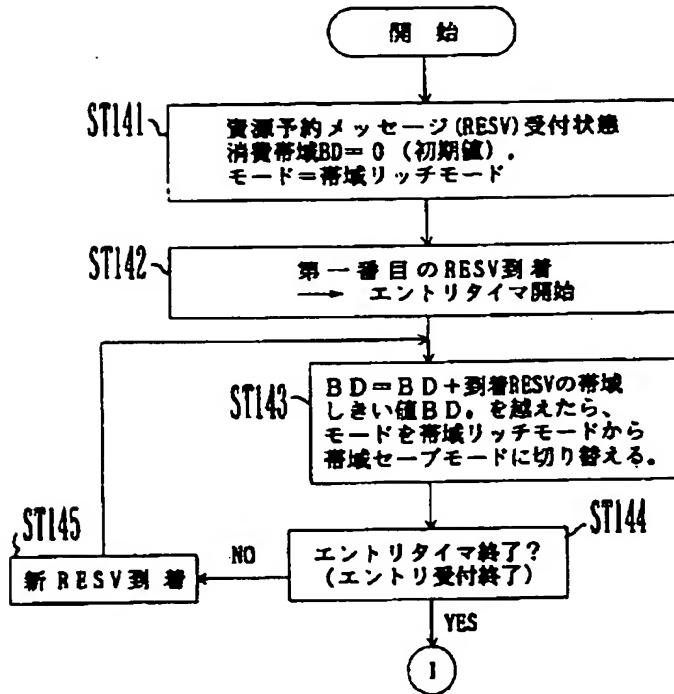 開始
ST141
資源予約メッセージ(RESV)受付状態
消費帯域BD=0 (初期値).
モード=帯域リッチモード
ST142
第一番目のRESV到着
→ エントリタイマ開始
ST143
BD=BD+到着RESVの帯域
しきい値BD。を越えたら、
モードを帯域リッチモードから
帯域セーブモードに切り替える。
ST144
エントリタイマ終了?
(エントリ受付終了)
NO
ST145
新RESV到着
YES
1